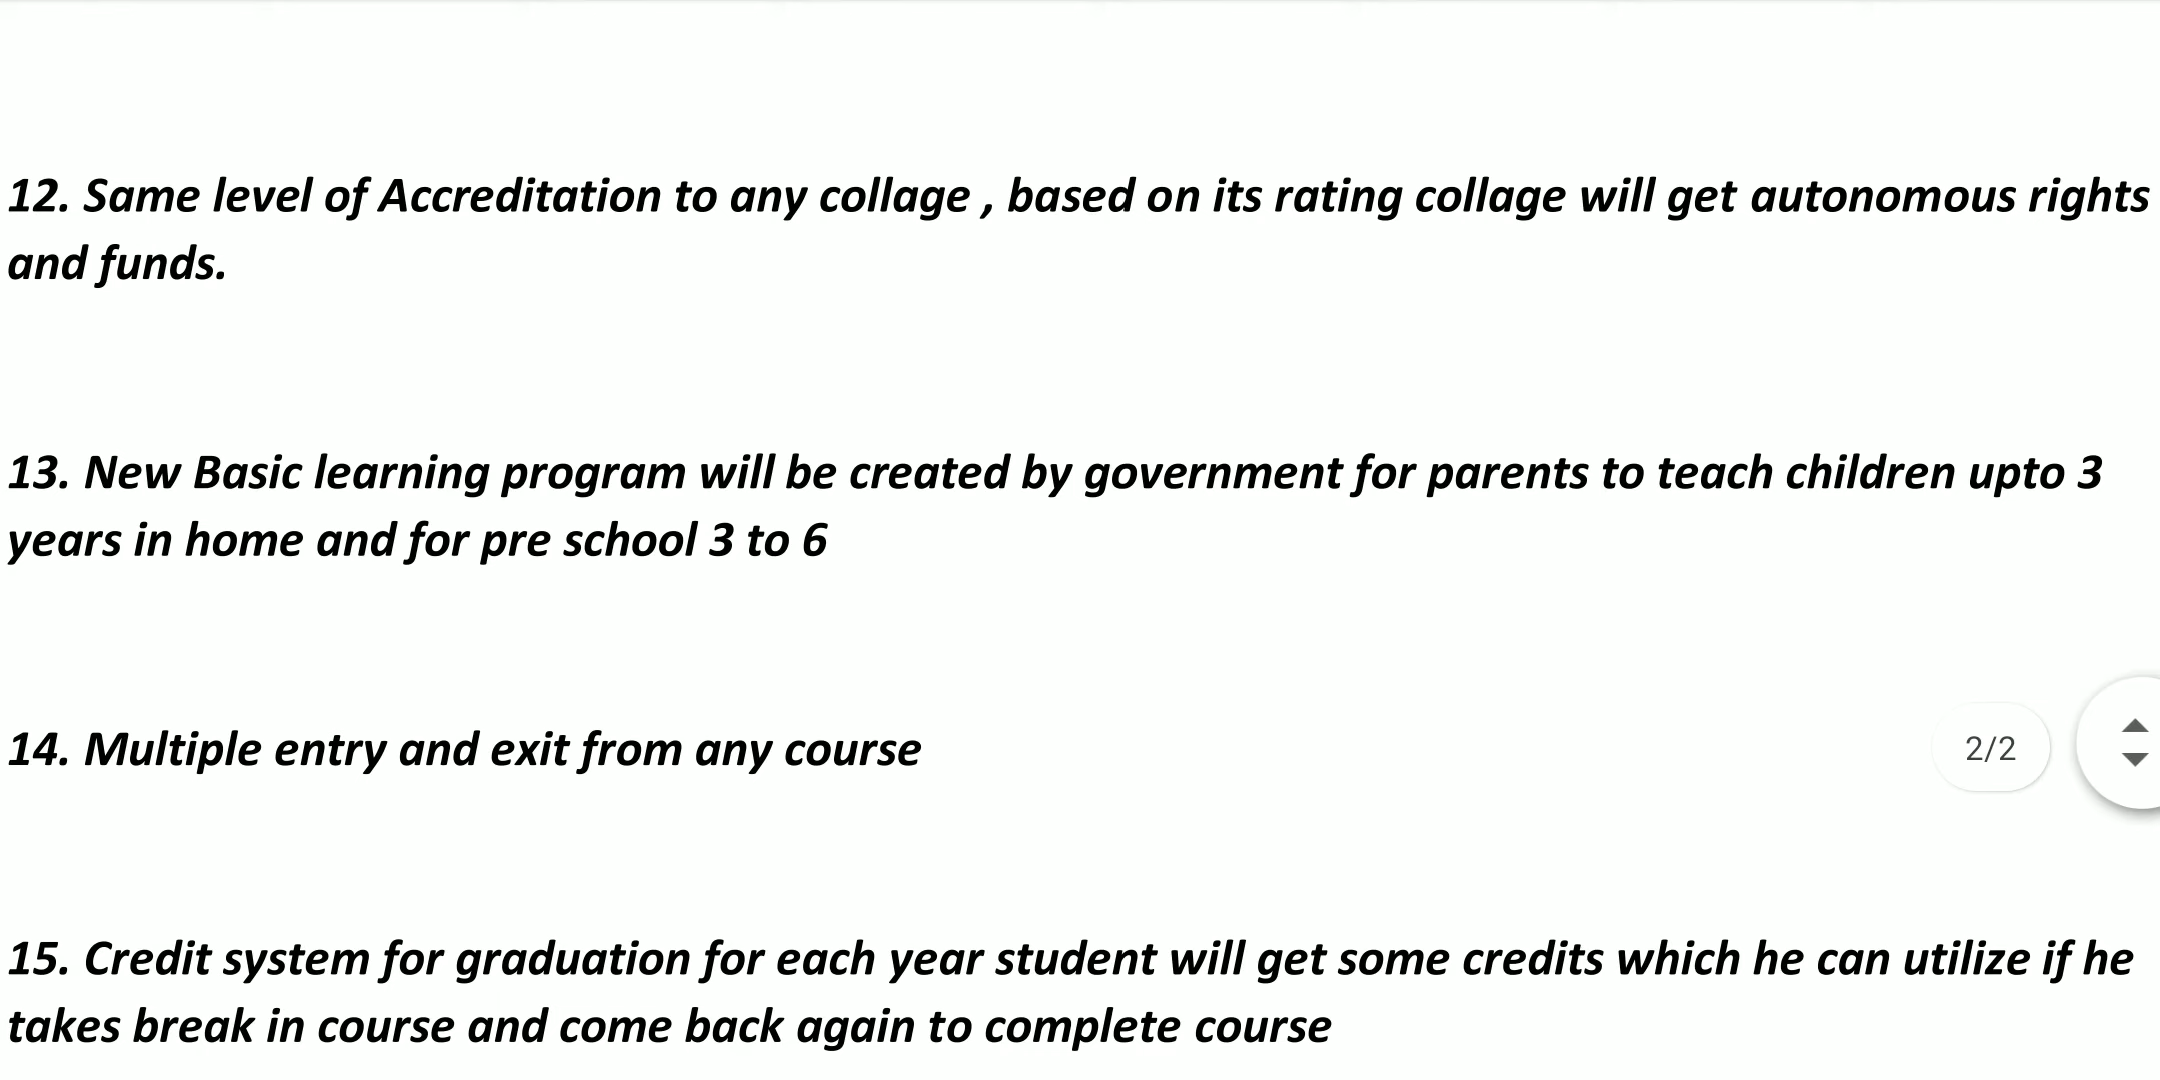 12. Same level of Accreditation to any collage , based on its rating collage will get autonomous rights
and funds.
13. New Basic learning program will be created by government for parents to teach children upto 3
years in home and for pre school 3 to 6
14. Multiple entry and exit from any course
2/2
15. Credit system for graduation for each year student will get some credits which he can utilize if he
takes break in course and come back again to complete course